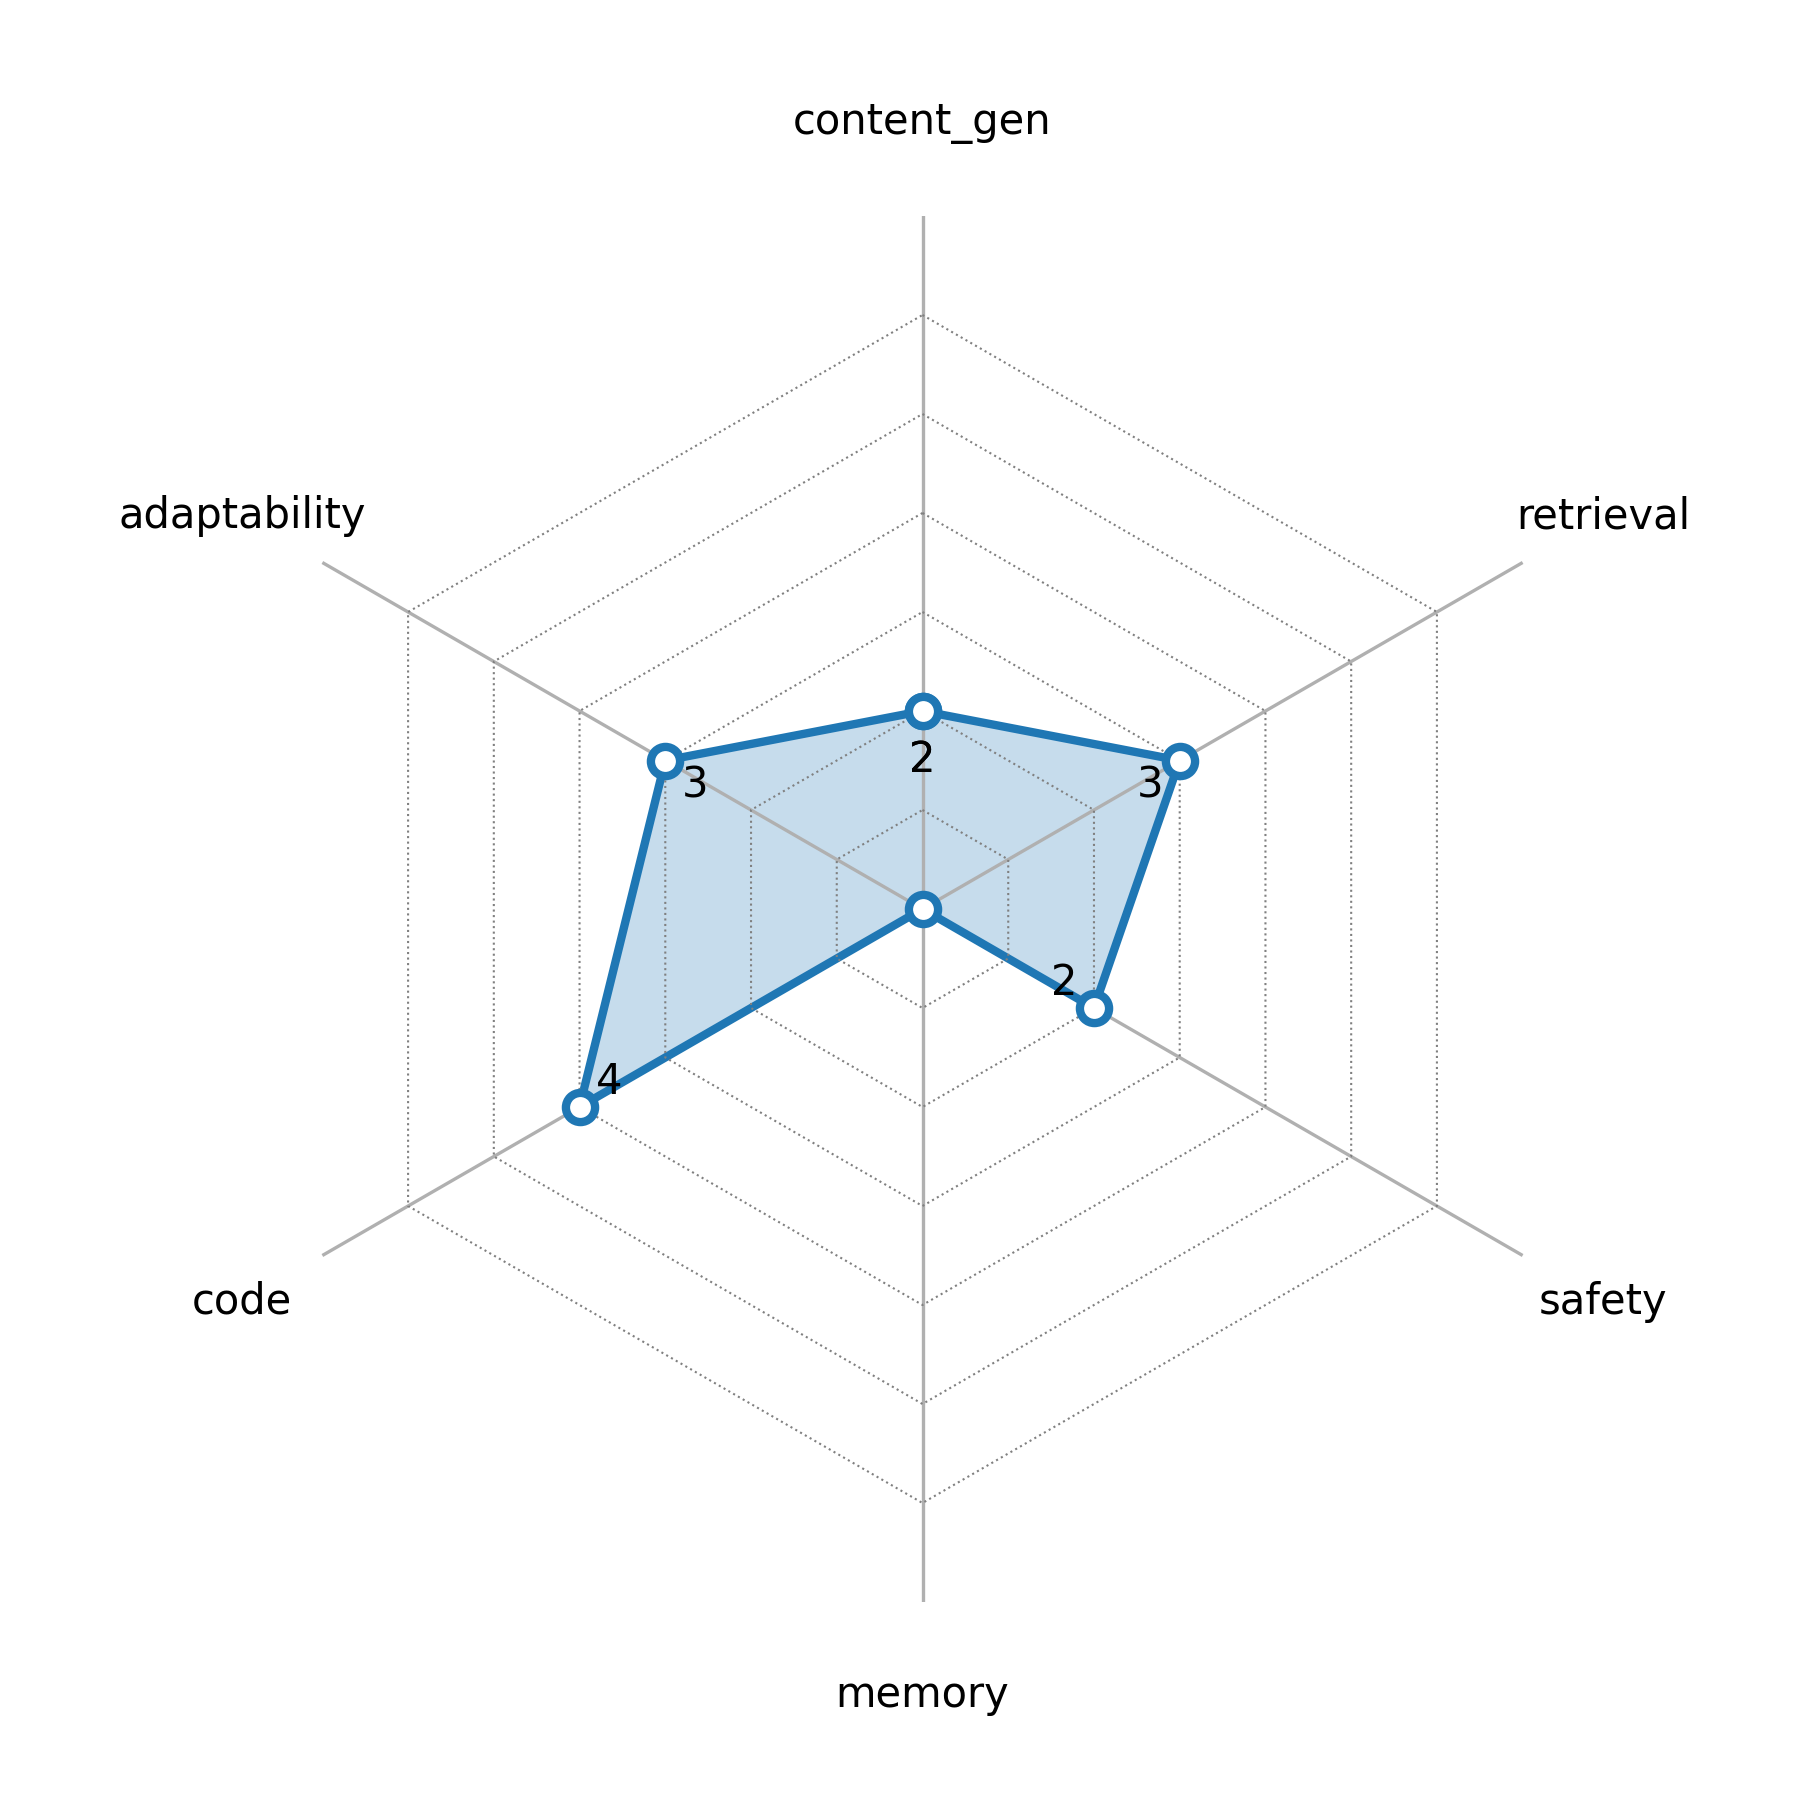 content_gen
adaptability
retrieval
2
3
3
2
4
code
safety
memory